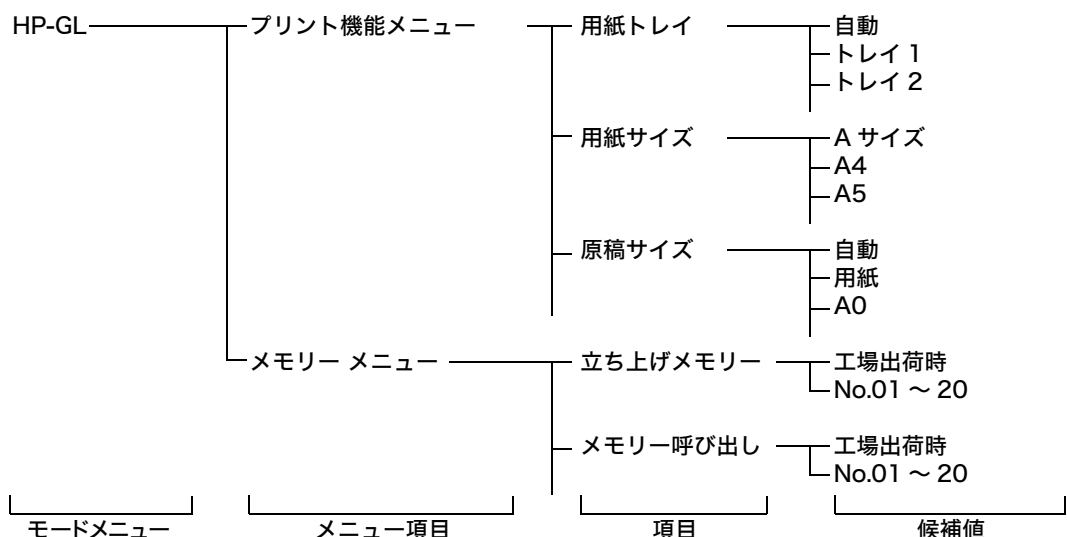 HP-GL プリント機能メニュー 用紙トレイ 自動
トレイ 1
トレイ 2
用紙サイズ A サイズ
A4
A5
原稿サイズ 自動
用紙
A0
メモリー メニュー 立ち上げメモリー 工場出荷時
No.01 ～ 20
メモリー呼び出し 工場出荷時
No.01 ～ 20
モードメニュー メニュー項目 項目 候補値